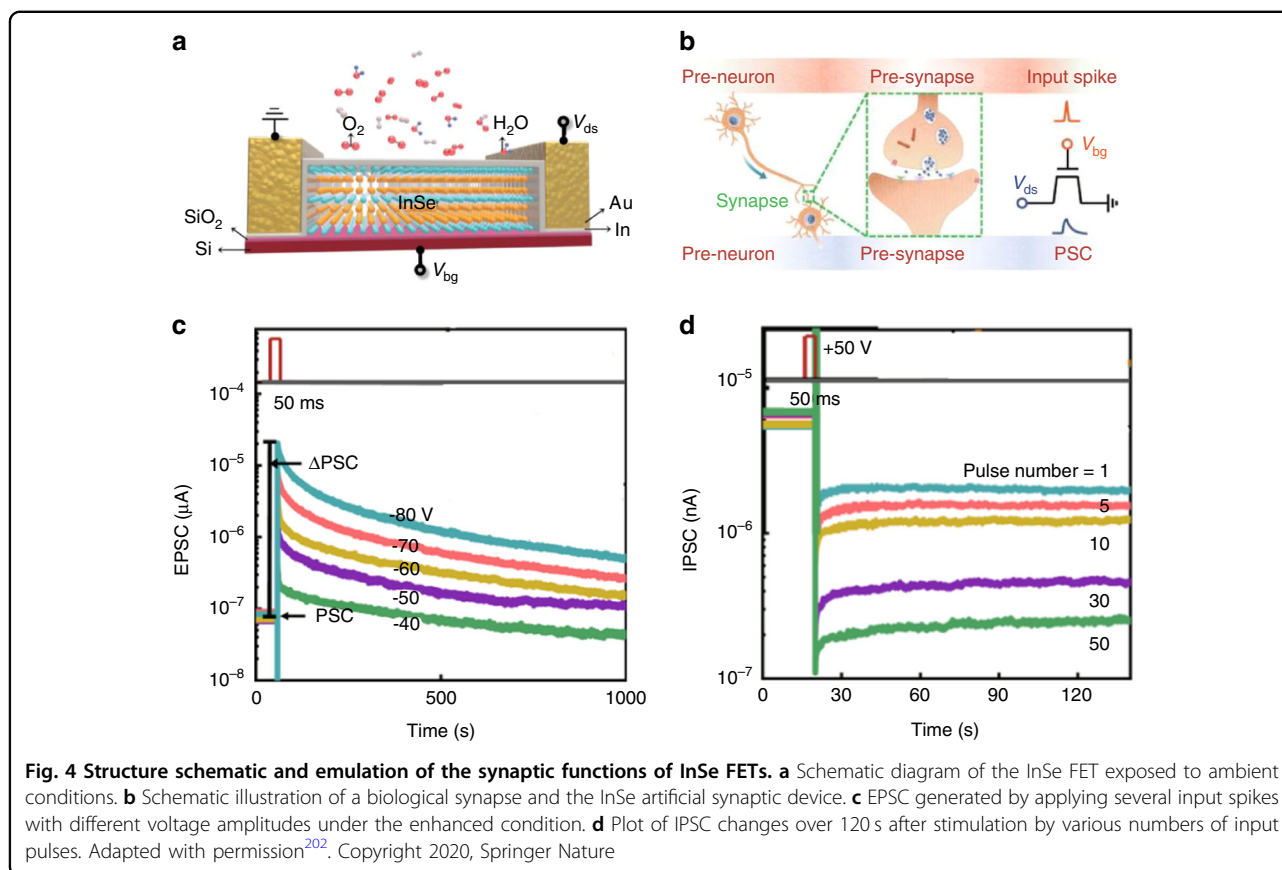 a
O2
H2O
Vds
InSe
SiO2
Si
Au
In
Vbg
b
Pre-neuron
Pre-synapse
Input spike
Vbg
Vds
Synapse
Pre-neuron
Pre-synapse
PSC
c
EPSC (µA)
10−4
10−5
10−6
10−7
10−8
50 ms
ΔPSC
-80 V
-70
-60
-50
-40
PSC
0
500
1000
Time (s)
d
IPSC (nA)
10−5
10−6
10−7
+50 V
50 ms
Pulse number = 1
5
10
30
50
0
30
60
90
120
Time (s)
Fig. 4 Structure schematic and emulation of the synaptic functions of InSe FETs. a Schematic diagram of the InSe FET exposed to ambient
conditions. b Schematic illustration of a biological synapse and the InSe artificial synaptic device. c EPSC generated by applying several input spikes
with different voltage amplitudes under the enhanced condition. d Plot of IPSC changes over 120 s after stimulation by various numbers of input
pulses. Adapted with permission202. Copyright 2020, Springer Nature